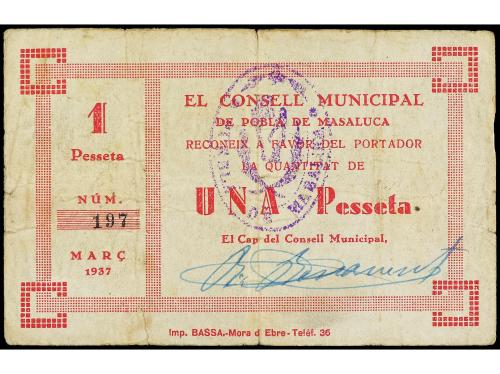 1
Pesseta
NÚM.
197
MARÇ
1937
EL CONSELL MUNICIPAL
DE POBLA DE MASALUCA
RECONEIX A FAVOR DEL PORTADOR
LA QUANTITAT DE
UNA Pesseta.
El Cap del Consell Municipal,
Imp. BASSA.-Mora d Ebre-Teléf. 36